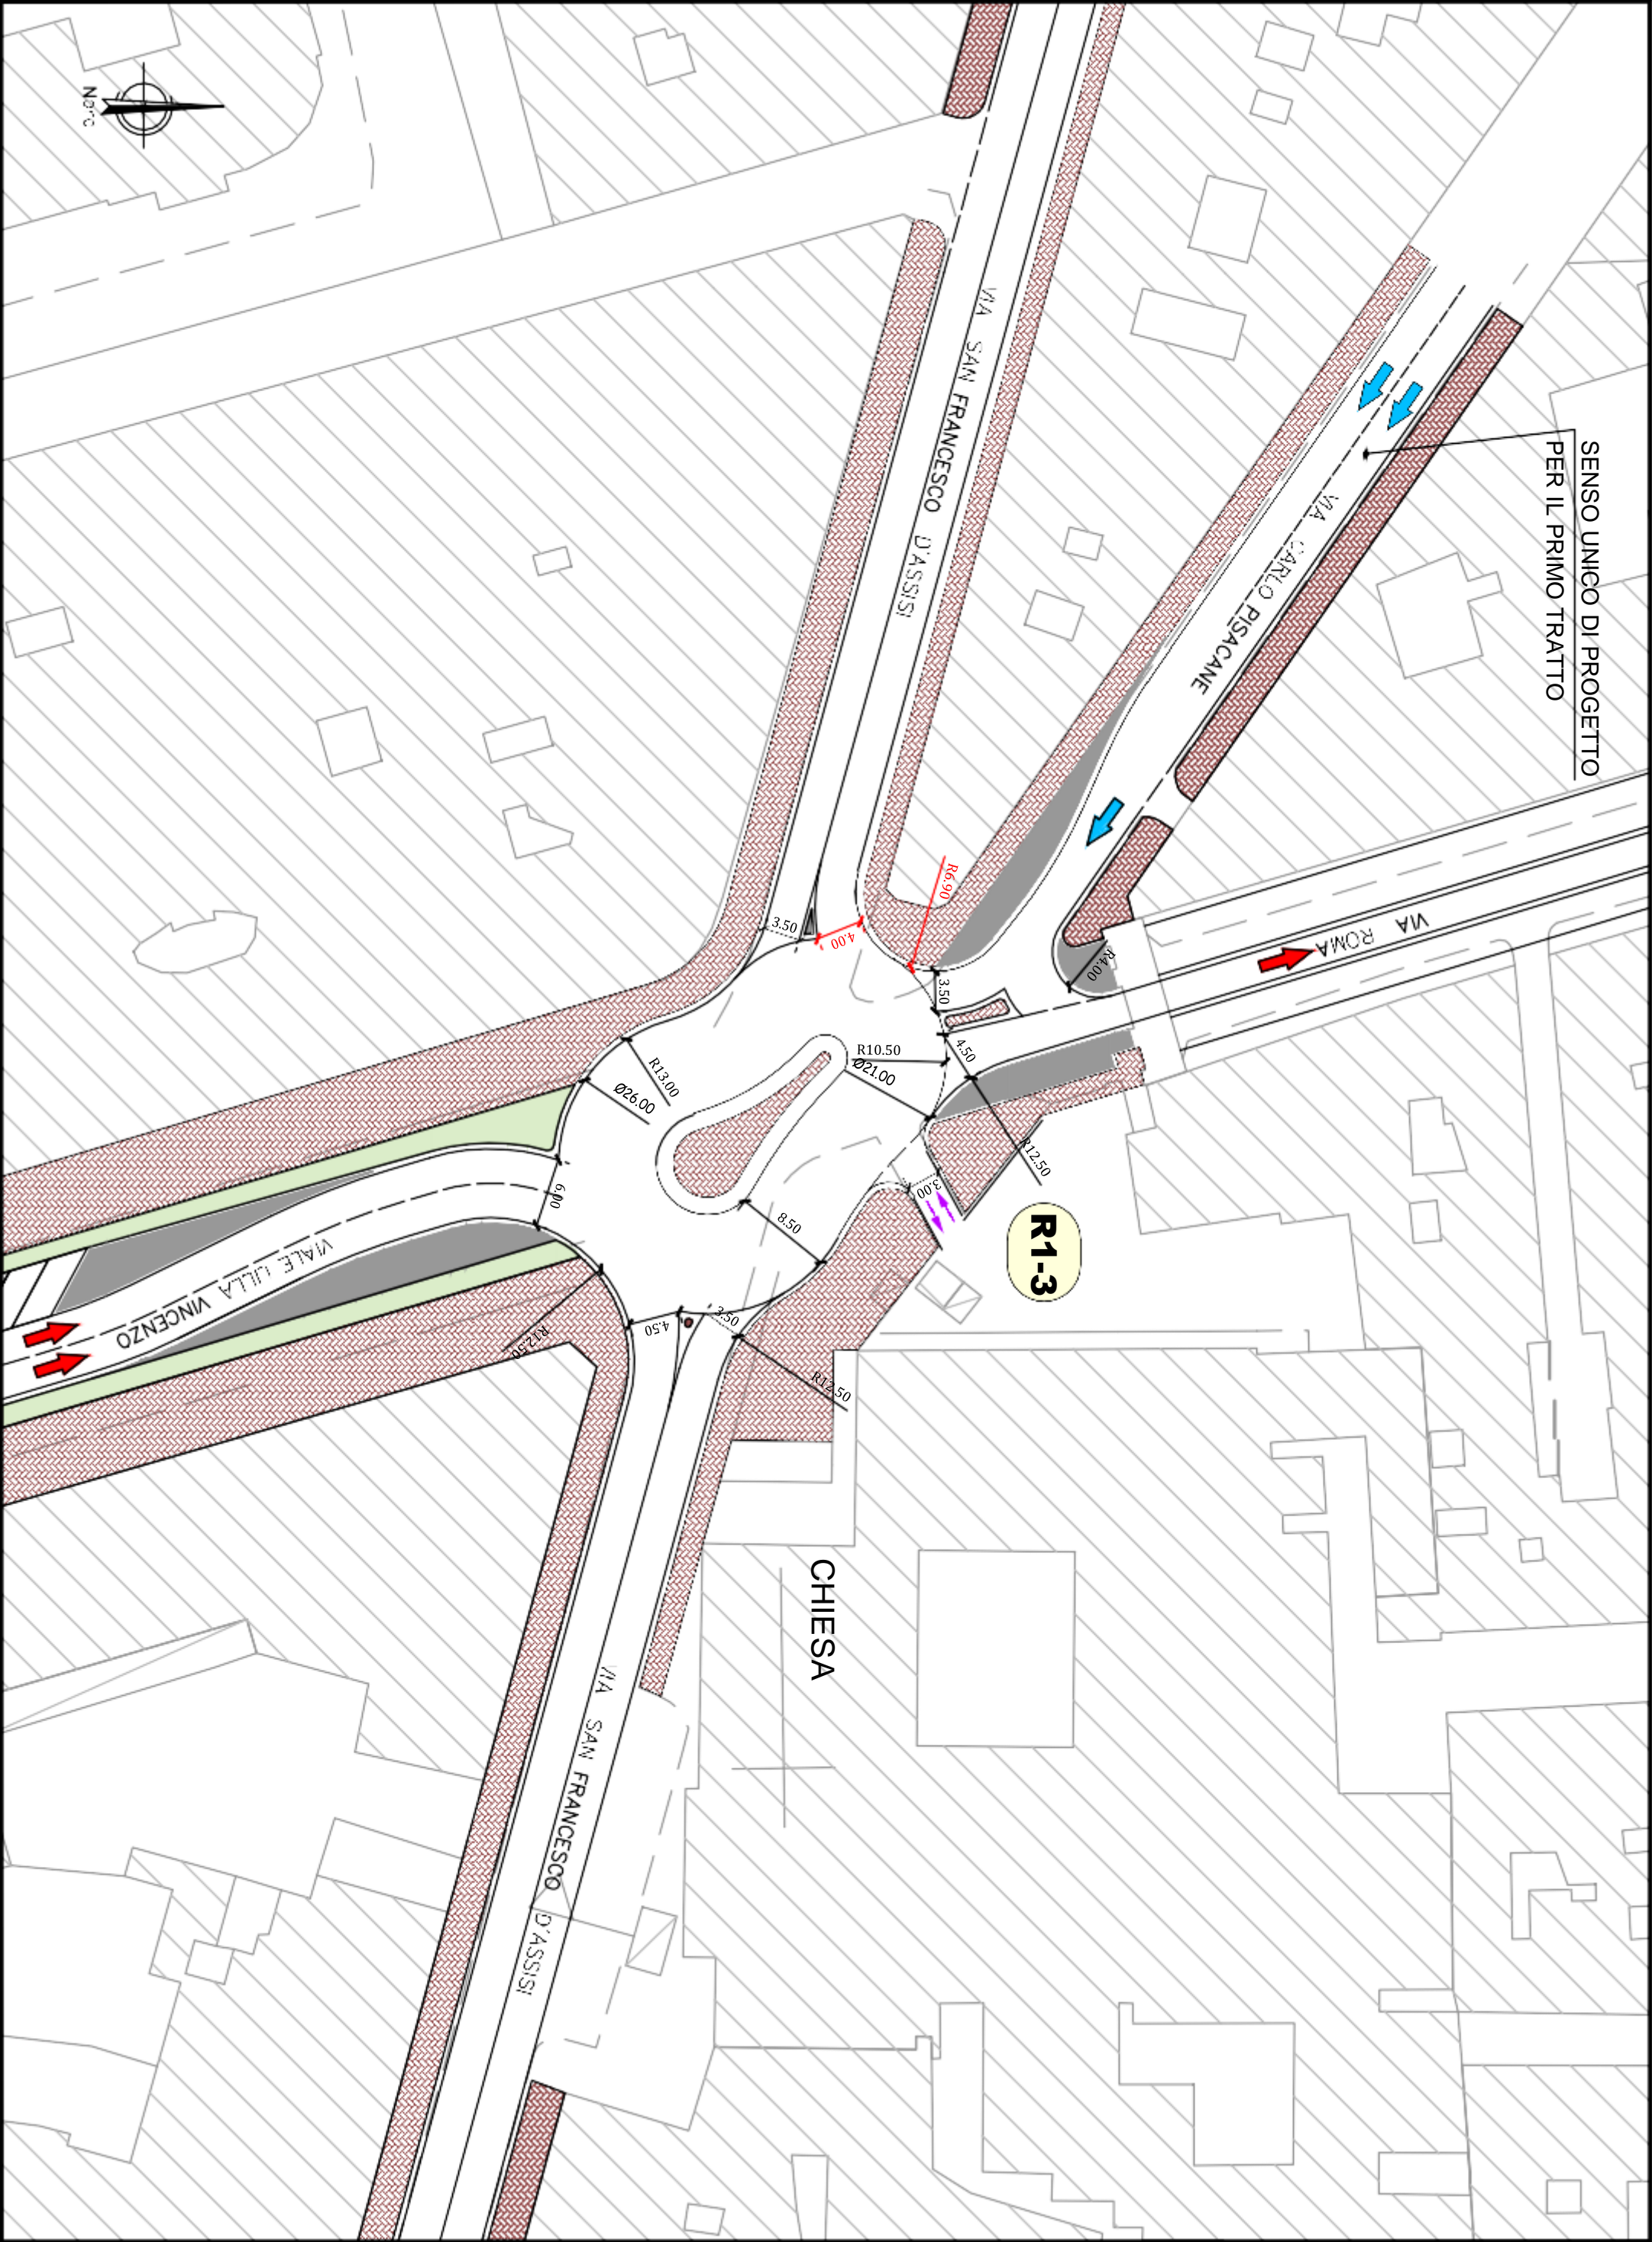 Nord
VIA SAN FRANCESCO D'ASSISI
SENSO UNICO DI PROGETTO
PER IL PRIMO TRATTO
VIA CARLO PISACANE
VIA ROMA
R6.90
3.50
4.00
R4.00
3.50
4.50
R10.50
Ø21.00
R13.00
Ø26.00
R12.50
3.00
6.00
8.50
R1-3
VIALE ULLA VINCENZO
3.50
4.50
R12.50
R12.50
CHIESA
VIA SAN FRANCESCO D'ASSISI